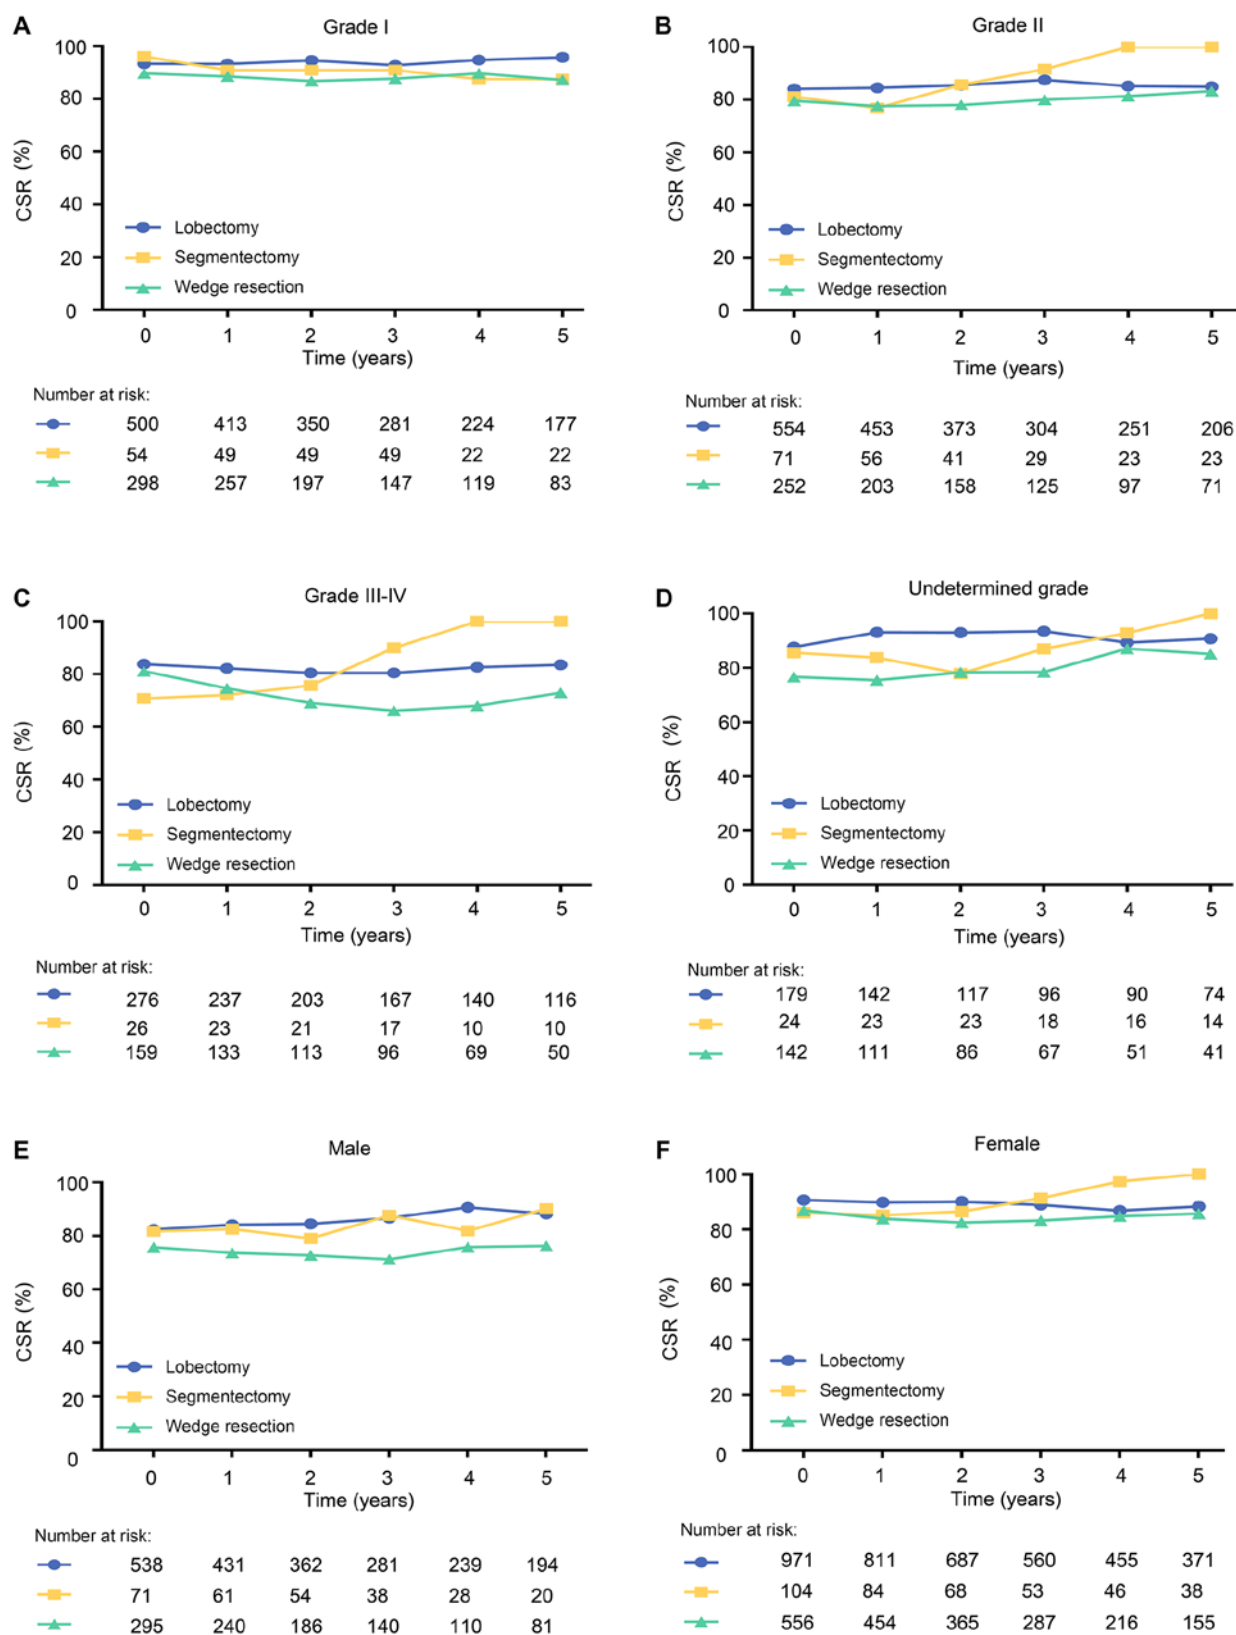 A
Grade I
CSR (%)
100
80
60
40
20
0
Lobectomy
Segmentectomy
Wedge resection
0 1 2 3 4 5
Time (years)
Number at risk:
500 413 350 281 224 177
54 49 49 49 22 22
298 257 197 147 119 83
B
Grade II
CSR (%)
100
80
60
40
20
0
Lobectomy
Segmentectomy
Wedge resection
0 1 2 3 4 5
Time (years)
Number at risk:
554 453 373 304 251 206
71 56 41 29 23 23
252 203 158 125 97 71
C
Grade III-IV
CSR (%)
100
80
60
40
20
0
Lobectomy
Segmentectomy
Wedge resection
0 1 2 3 4 5
Time (years)
Number at risk:
276 237 203 167 140 116
26 23 21 17 10 10
159 133 113 96 69 50
D
Undetermined grade
CSR (%)
100
80
60
40
20
0
Lobectomy
Segmentectomy
Wedge resection
0 1 2 3 4 5
Time (years)
Number at risk:
179 142 117 96 90 74
24 23 23 18 16 14
142 111 86 67 51 41
E
Male
CSR (%)
100
80
60
40
20
0
Lobectomy
Segmentectomy
Wedge resection
0 1 2 3 4 5
Time (years)
Number at risk:
538 431 362 281 239 194
71 61 54 38 28 20
295 240 186 140 110 81
F
Female
CSR (%)
100
80
60
40
20
0
Lobectomy
Segmentectomy
Wedge resection
0 1 2 3 4 5
Time (years)
Number at risk:
971 811 687 560 455 371
104 84 68 53 46 38
556 454 365 287 216 155